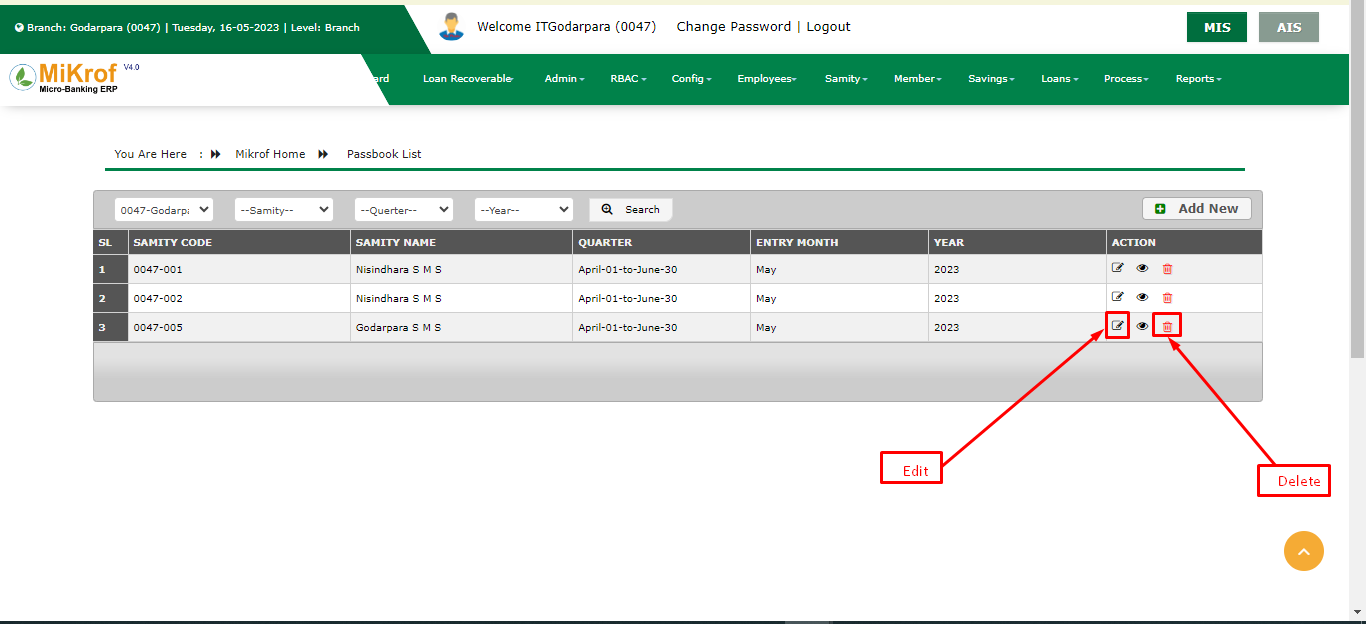 Branch: Godarpara (0047) | Tuesday, 16-05-2023 | Level: Branch
Welcome ITGodarpara (0047) Change Password | Logout
MIS AIS
MiKrof V4.0
Micro-Banking ERP
ard Loan Recoverable Admin RBAC Config Employees Samity Member Savings Loans Process Reports
You Are Here : Mikrof Home Passbook List
0047-Godarpa --Samity-- --Querter-- --Year-- Search Add New
SL SAMITY CODE SAMITY NAME QUARTER ENTRY MONTH YEAR ACTION
1 0047-001 Nisindhara S M S April-01-to-June-30 May 2023
2 0047-002 Nisindhara S M S April-01-to-June-30 May 2023
3 0047-005 Godarpara S M S April-01-to-June-30 May 2023
Edit
Delete